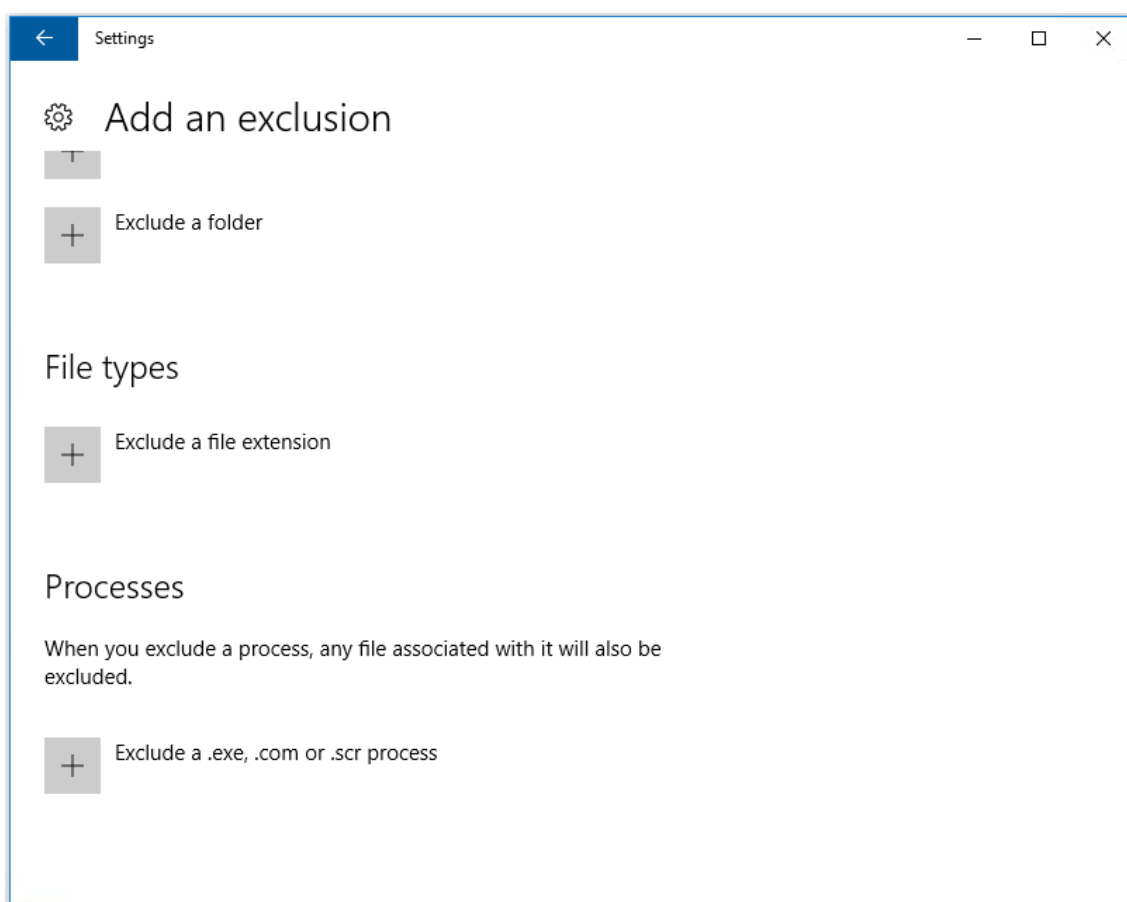 Settings
Add an exclusion
Exclude a folder
File types
Exclude a file extension
Processes
When you exclude a process, any file associated with it will also be
excluded.
Exclude a .exe, .com or .scr process